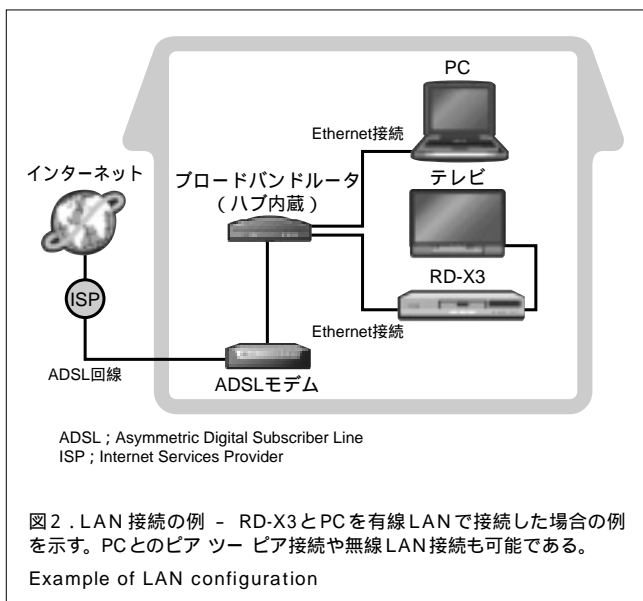 PC
Ethernet接続
インターネット
ブロードバンドルータ
（ハブ内蔵）
テレビ
ISP
RD-X3
Ethernet接続
ADSL回線
ADSLモデム
ADSL ; Asymmetric Digital Subscriber Line
ISP ; Internet Services Provider
図2．LAN 接続の例 － RD-X3とPCを有線LANで接続した場合の例
を示す。PCとのピア ツー ピア接続や無線LAN接続も可能である。
Example of LAN configuration